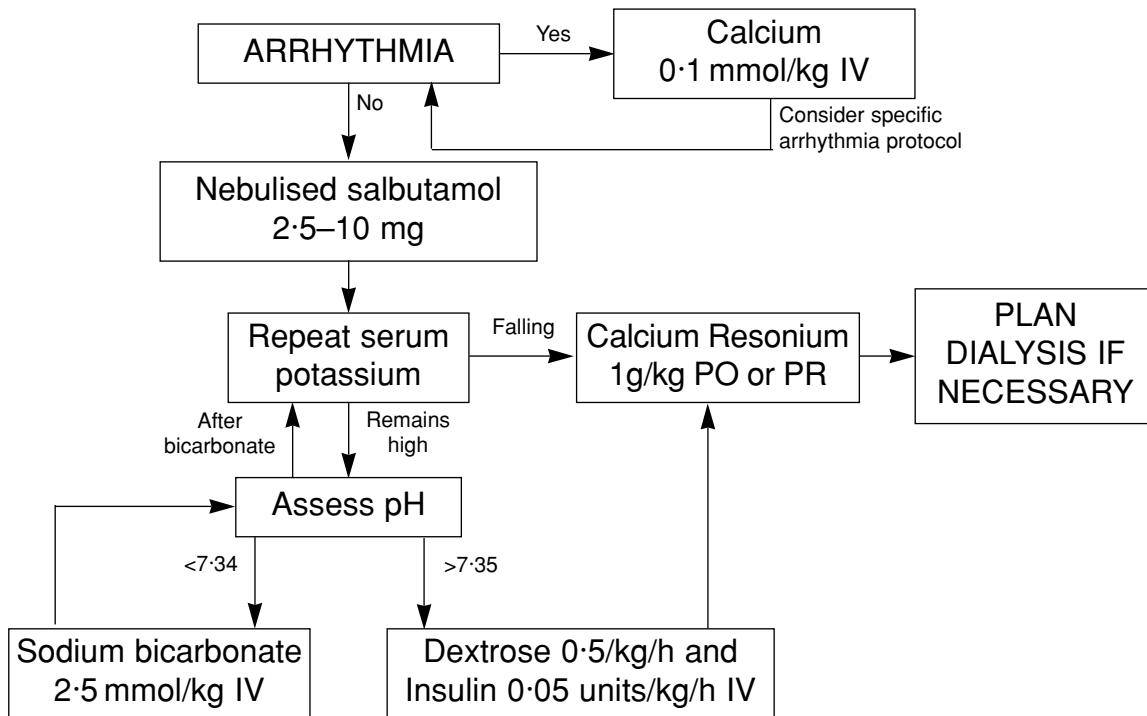 ARRHYTHMIA
Yes
Calcium
0·1 mmol/kg IV
No
Consider specific
arrhythmia protocol
Nebulised salbutamol
2·5–10 mg
Repeat serum
potassium
Falling
Calcium Resonium
1g/kg PO or PR
PLAN
DIALYSIS IF
NECESSARY
After
bicarbonate
Remains
high
Assess pH
<7·34
>7·35
Sodium bicarbonate
2·5 mmol/kg IV
Dextrose 0·5/kg/h and
Insulin 0·05 units/kg/h IV